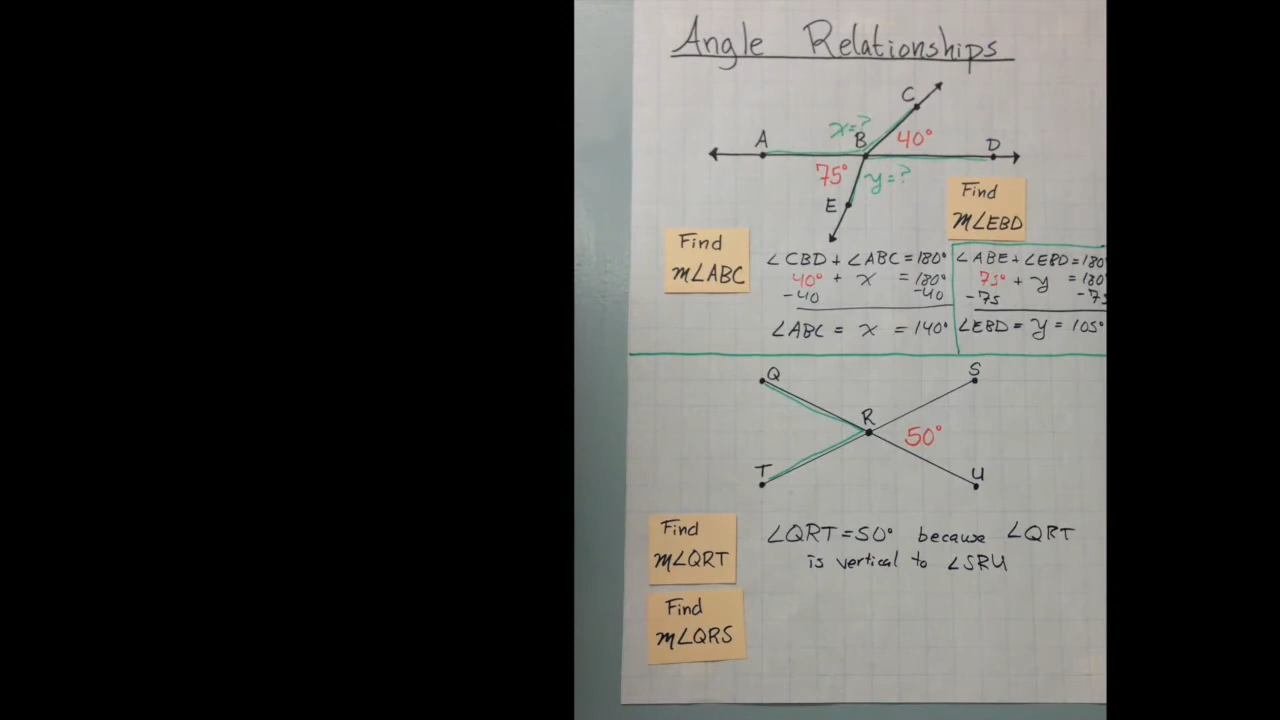 Angle Relationships
C
x=?
40°
A
B
D
75°
y=?
E
Find
m∠EBD
Find
m∠ABC
∠CBD + ∠ABC = 180°
40° + x = 180°
-40 -40
∠ABC = x = 140°
∠ABE + ∠EBD = 180°
75° + y = 180°
-75 -75
∠EBD = y = 105°
Q
S
R
50°
T
U
Find
m∠QRT
∠QRT = 50° because ∠QRT
is vertical to ∠SRU
Find
m∠QRS